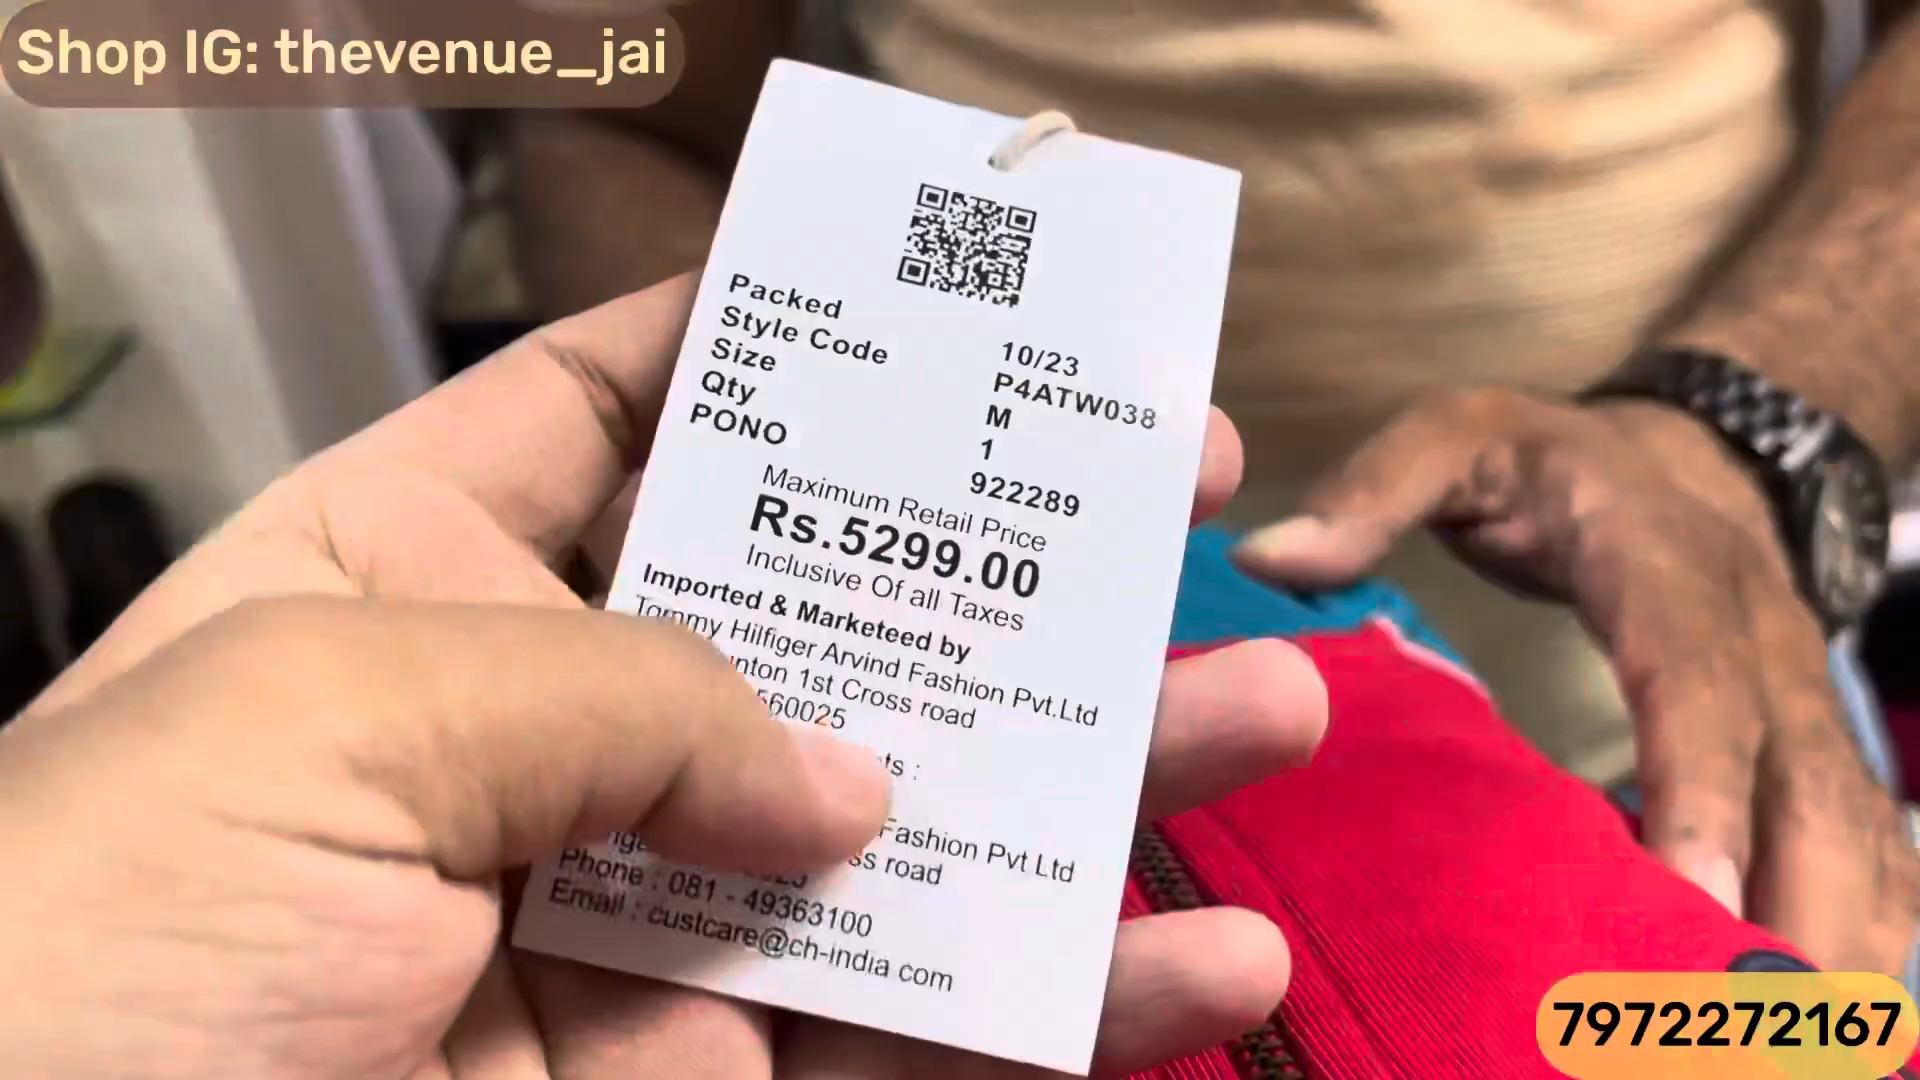 Shop IG: thevenue_jai
Packed 10/23
Style Code P4ATW038
Size M
Qty 1
PONO 922289
Maximum Retail Price
Rs.5299.00
Inclusive Of all Taxes
Imported & Marketeed by
Tommy Hilfiger Arvind Fashion Pvt.Ltd
1st Cross road
560025
Fashion Pvt Ltd
road
Phone : 081 - 49363100
Email : custcare@ch-india com
7972272167